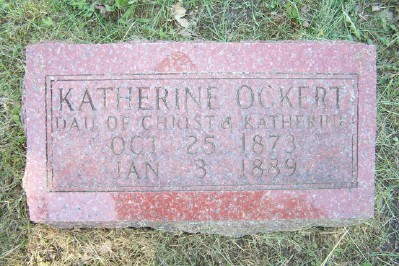 KATHERINE OCKERT
DAU OF CHRIST & KATHERINE
OCT 25 1873
JAN 3 1889